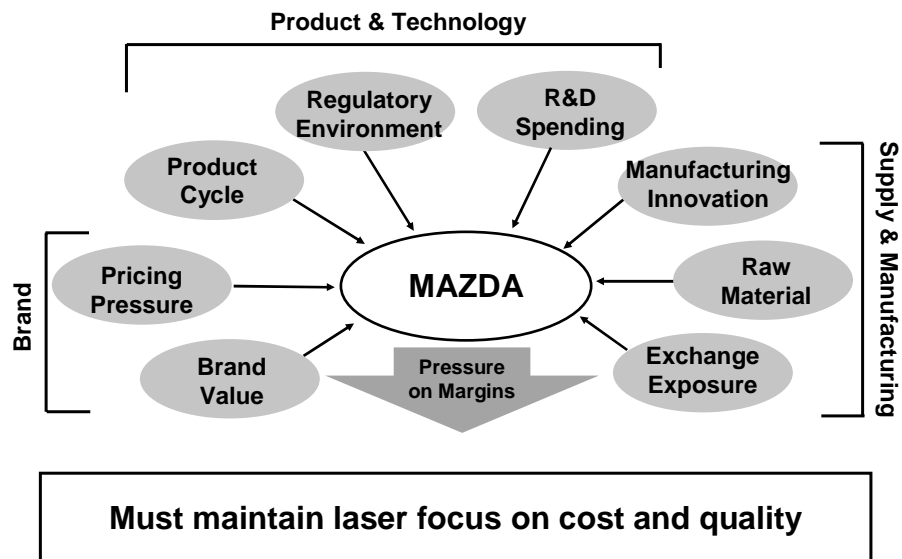 Product & Technology
Regulatory
Environment
R&D
Spending
Product
Cycle
Manufacturing
Innovation
Supply & Manufacturing
Brand
Pricing
Pressure
MAZDA
Raw
Material
Brand
Value
Pressure
on Margins
Exchange
Exposure
Must maintain laser focus on cost and quality